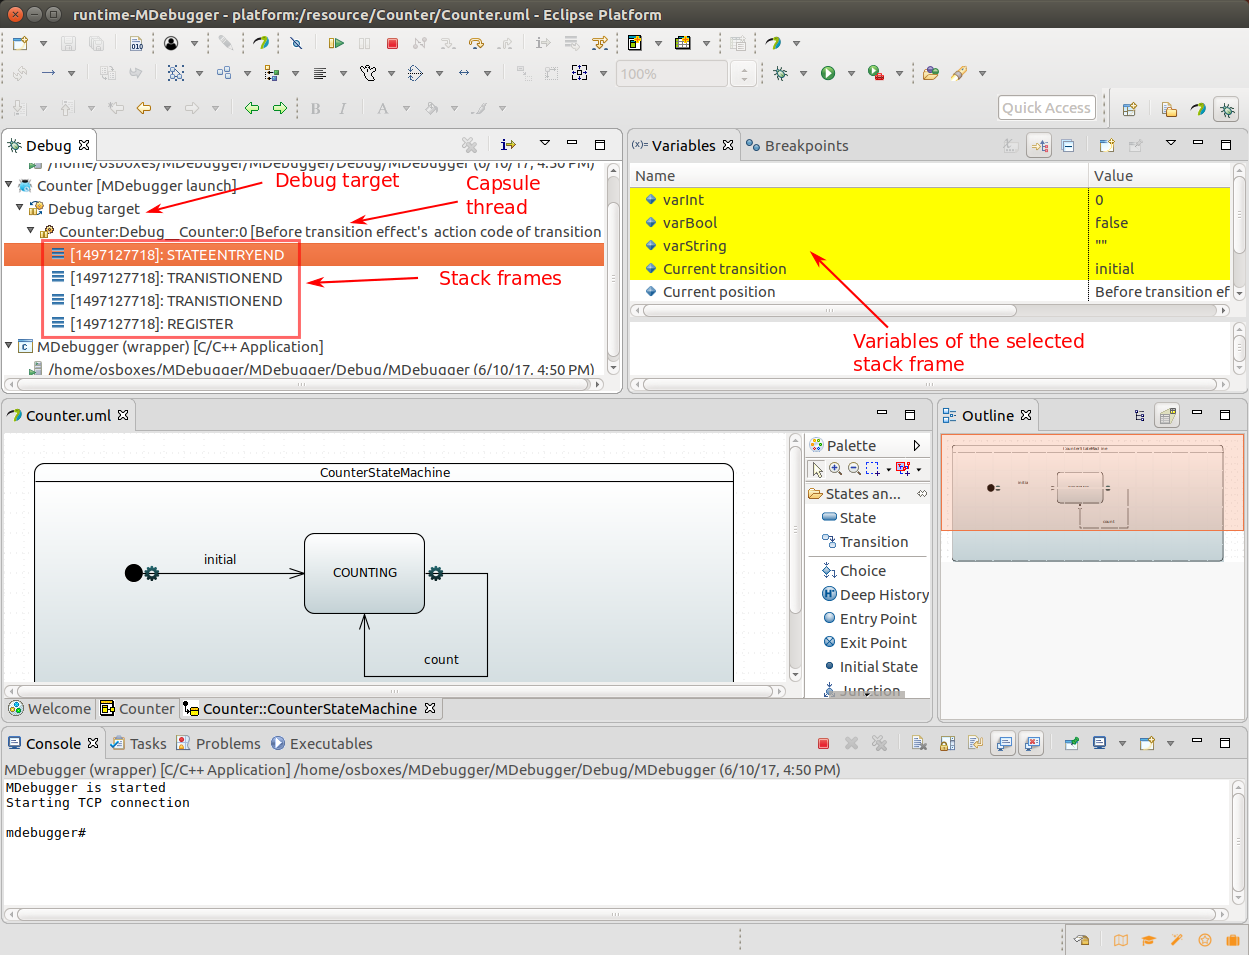 runtime-MDebugger - platform:/resource/Counter/Counter.uml - Eclipse Platform
010
100%
B I A
Quick Access
Debug
/home/osboxes/MDebugger/MDebugger/Debug/MDebugger (6/10/17, 4:50 PM)
Counter [MDebugger launch]
Debug target
Debug target
Capsule
thread
Counter:Debug__Counter:0 [Before transition effect's action code of transition
[1497127718]: STATEENTRYEND
[1497127718]: TRANISTIONEND
[1497127718]: TRANISTIONEND
[1497127718]: REGISTER
Stack frames
MDebugger (wrapper) [C/C++ Application]
/home/osboxes/MDebugger/MDebugger/Debug/MDebugger (6/10/17, 4:50 PM)
(x)= Variables
Breakpoints
Name Value
varInt 0
varBool false
varString ""
Current transition initial
Current position Before transition ef
Variables of the selected
stack frame
Counter.uml
CounterStateMachine
initial
COUNTING
count
Palette
States an...
State
Transition
Choice
Deep History
Entry Point
Exit Point
Initial State
Junction
Welcome Counter Counter::CounterStateMachine
Outline
CounterStateMachine
initial
count
Console Tasks Problems Executables
MDebugger (wrapper) [C/C++ Application] /home/osboxes/MDebugger/MDebugger/Debug/MDebugger (6/10/17, 4:50 PM)
MDebugger is started
Starting TCP connection
mdebugger#